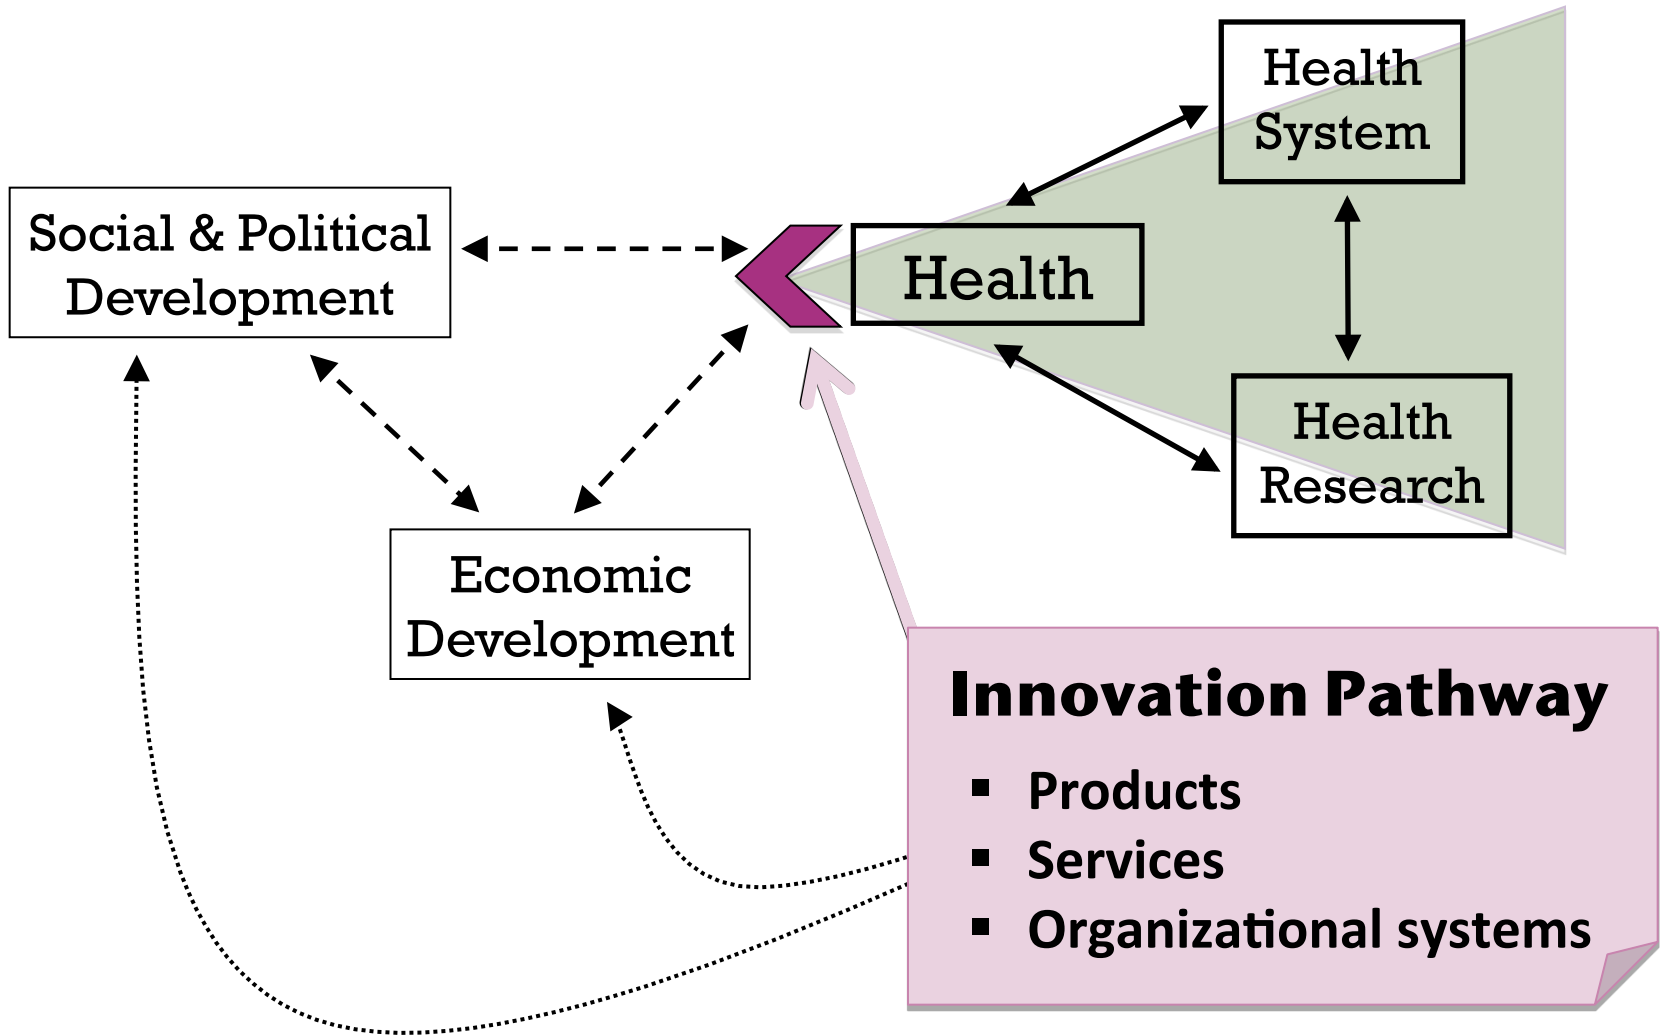 Health
System
Social & Political
Development
Health
Health
Research
Economic
Development
Innovation Pathway
▪ Products
▪ Services
▪ Organizational systems